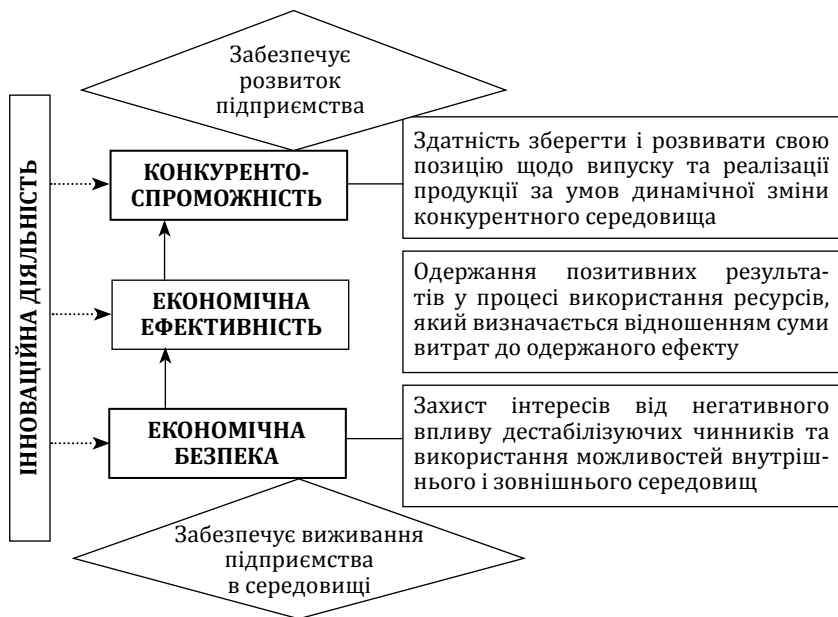 Забезпечує
розвиток
підприємства
ІННОВАЦІЙНА ДІЯЛЬНІСТЬ
КОНКУРЕНТО-
СПРОМОЖНІСТЬ
Здатність зберегти і розвивати свою
позицію щодо випуску та реалізації
продукції за умов динамічної зміни
конкурентного середовища
ЕКОНОМІЧНА
ЕФЕКТИВНІСТЬ
Одержання позитивних результа-
тів у процесі використання ресурсів,
який визначається відношенням суми
витрат до одержаного ефекту
ЕКОНОМІЧНА
БЕЗПЕКА
Захист інтересів від негативного
впливу дестабілізуючих чинників та
використання можливостей внутріш-
нього і зовнішнього середовищ
Забезпечує виживання
підприємства
в середовищі